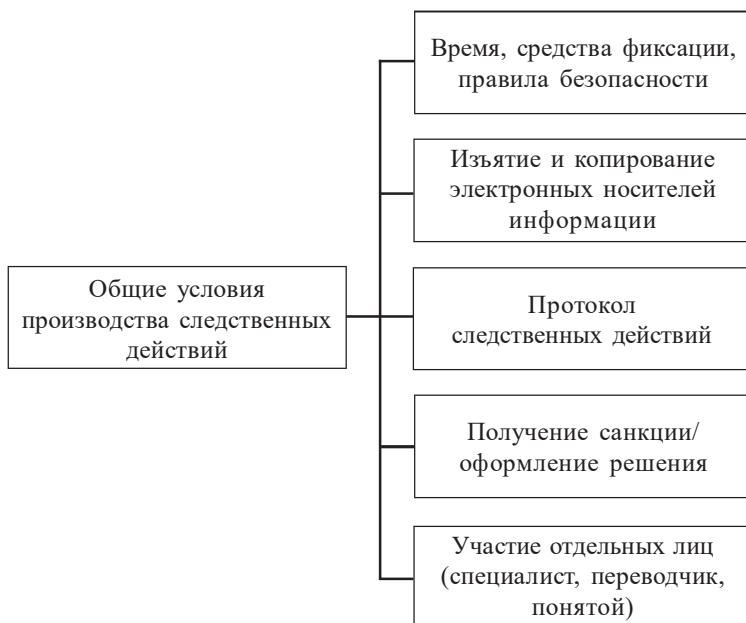 Время, средства фиксации,
правила безопасности
Изъятие и копирование
электронных носителей
информации
Общие условия
производства следственных
действий
Протокол
следственных действий
Получение санкции/
оформление решения
Участие отдельных лиц
(специалист, переводчик,
понятой)